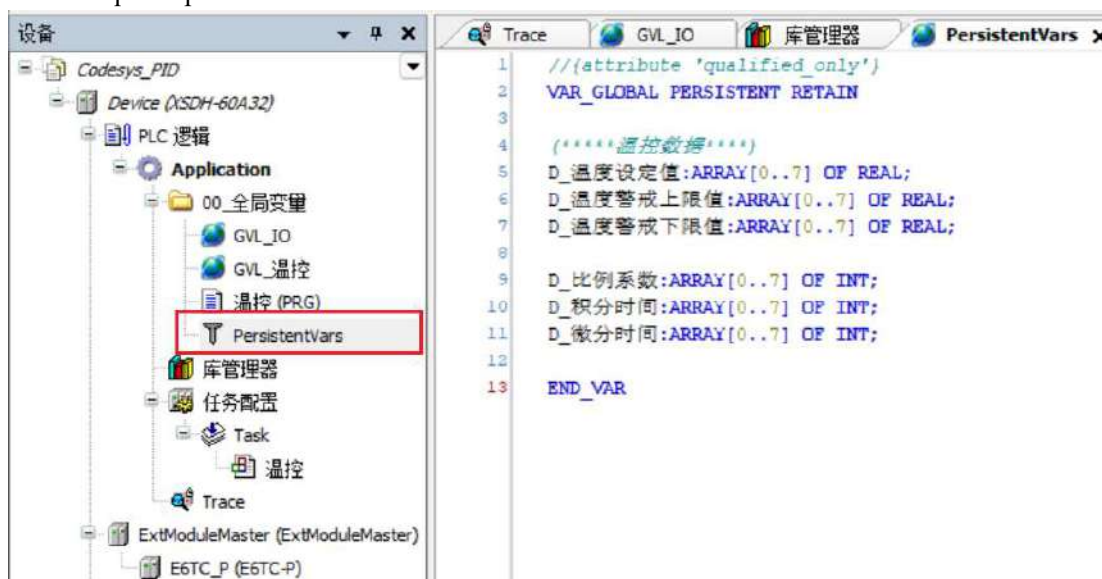 设备
Codesys_PID
Device (XSDH-60A32)
PLC 逻辑
Application
00_全局变量
GVL_IO
GVL_温控
温控 (PRG)
PersistentVars
库管理器
任务配置
Task
温控
Trace
ExtModuleMaster (ExtModuleMaster)
E6TC_P (E6TC-P)
Trace GVL_IO 库管理器 PersistentVars
1 //{attribute 'qualified_only'}
2 VAR_GLOBAL PERSISTENT RETAIN
3
4 (*****温控数据****)
5 D_温度设定值:ARRAY[0..7] OF REAL;
6 D_温度警戒上限值:ARRAY[0..7] OF REAL;
7 D_温度警戒下限值:ARRAY[0..7] OF REAL;
8
9 D_比例系数:ARRAY[0..7] OF INT;
10 D_积分时间:ARRAY[0..7] OF INT;
11 D_微分时间:ARRAY[0..7] OF INT;
12
13 END_VAR